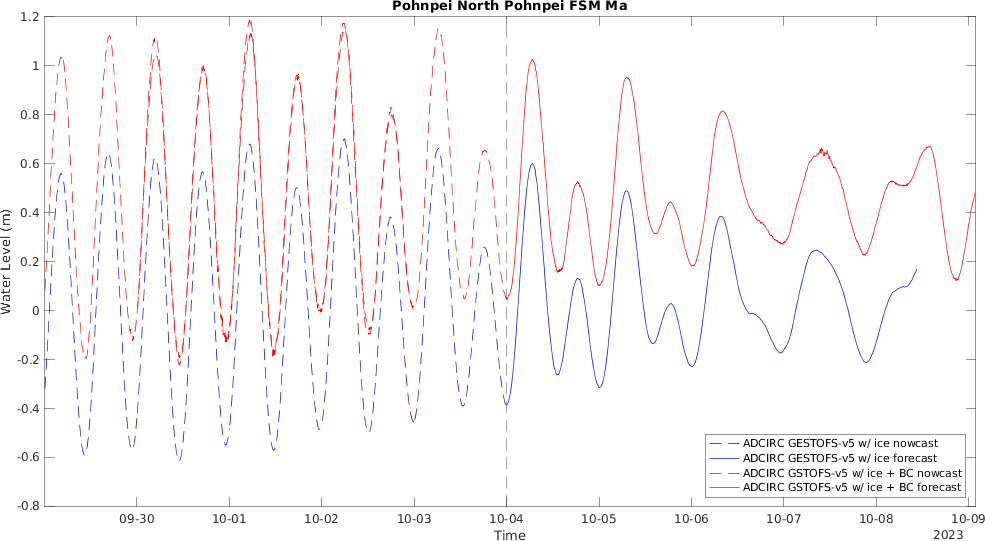 Pohnpei North Pohnpei FSM Ma
1.2
1
0.8
0.6
0.4
0.2
0
-0.2
-0.4
-0.6
-0.8
Water Level (m)
ADCIRC GESTOFS-v5 w/ ice nowcast
ADCIRC GESTOFS-v5 w/ ice forecast
ADCIRC GSTOFS-v5 w/ ice + BC nowcast
ADCIRC GSTOFS-v5 w/ ice + BC forecast
09-30 10-01 10-02 10-03 10-04 10-05 10-06 10-07 10-08 10-09
Time
2023